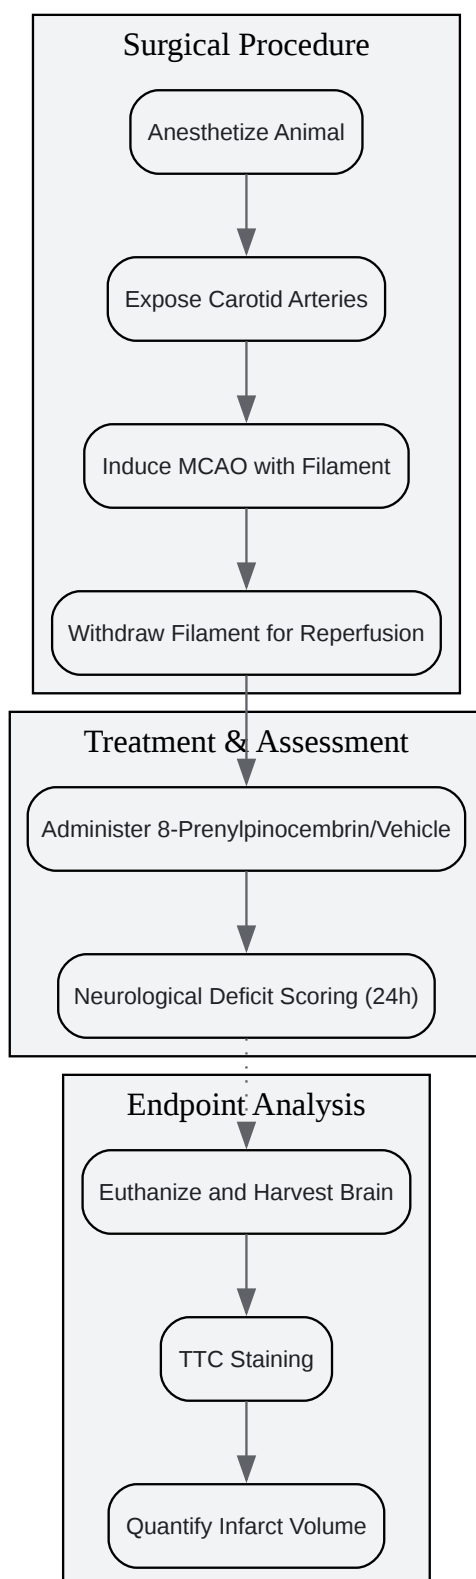 Surgical Procedure
Anesthetize Animal
Expose Carotid Arteries
Induce MCAO with Filament
Withdraw Filament for Reperfusion
Treatment & Assessment
Administer 8-Prenylpinocembrin/Vehicle
Neurological Deficit Scoring (24h)
Endpoint Analysis
Euthanize and Harvest Brain
TTC Staining
Quantify Infarct Volume